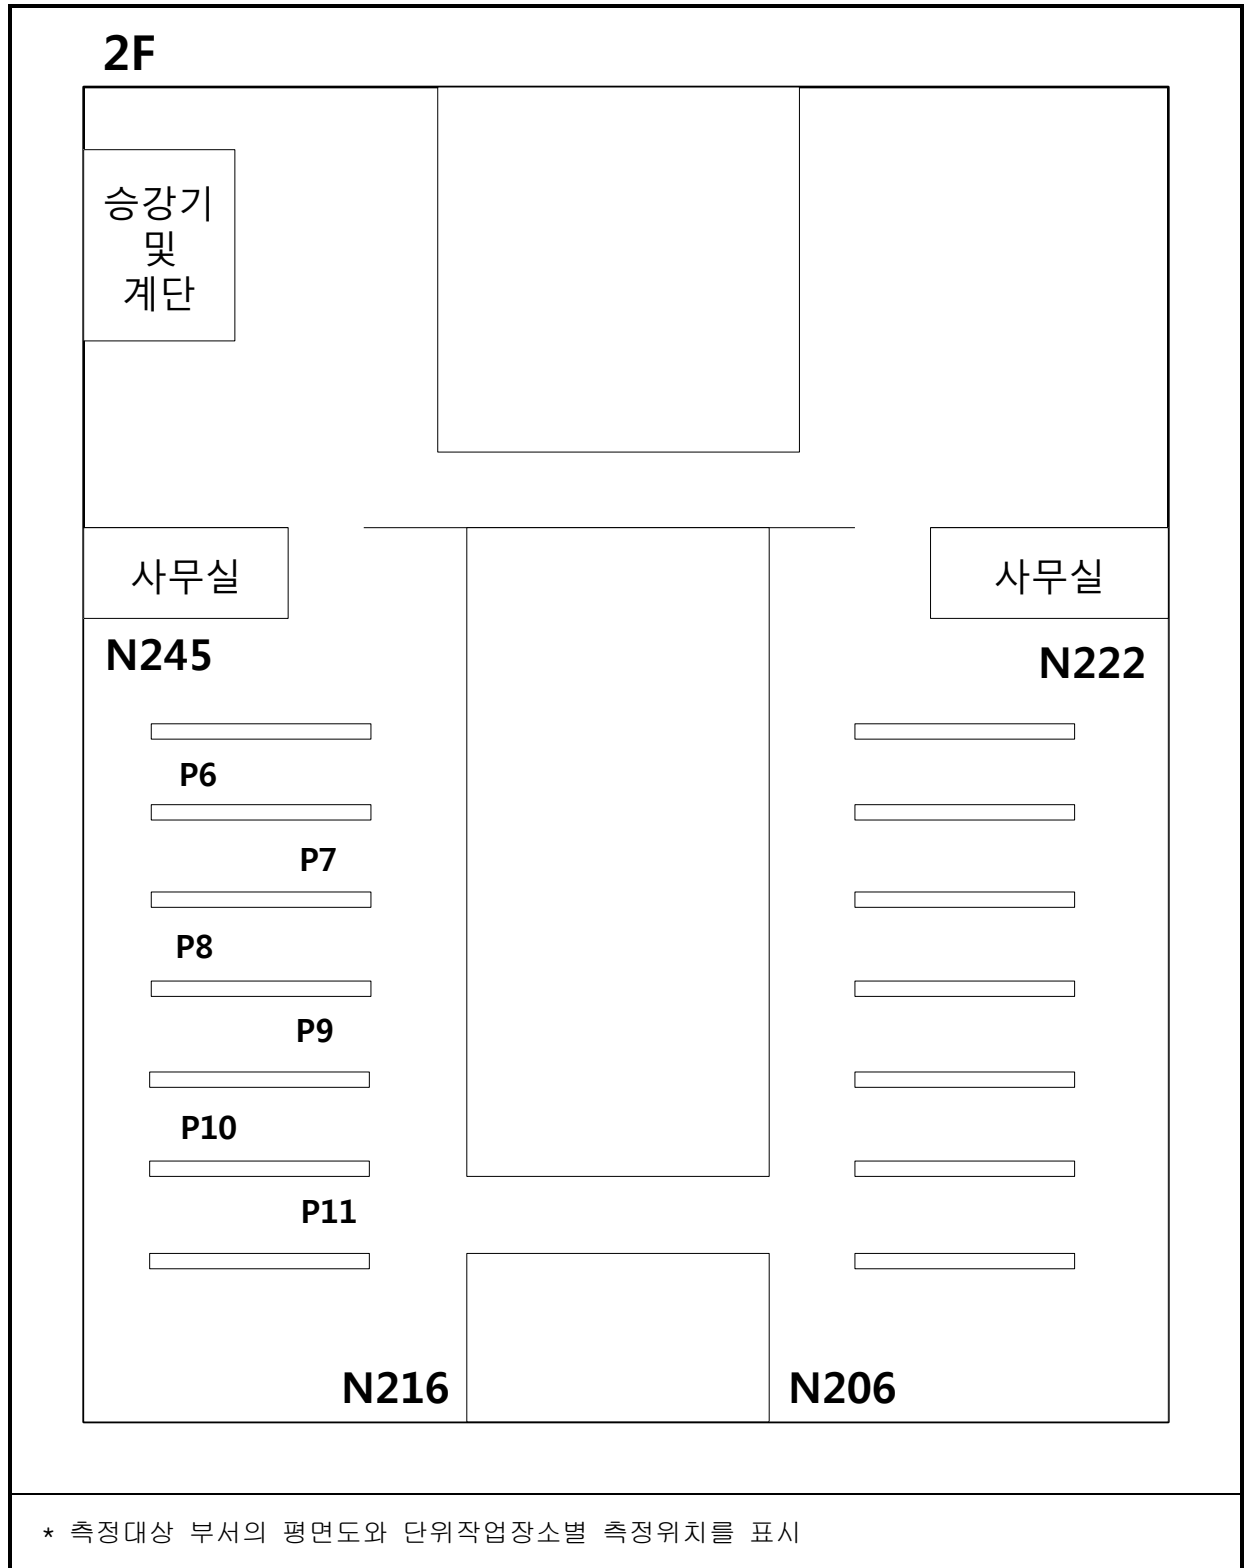 2F
승강기
및
계단
사무실
사무실
N245
N222
P6
P7
P8
P9
P10
P11
N216
N206
* 측정대상 부서의 평면도와 단위작업장소별 측정위치를 표시